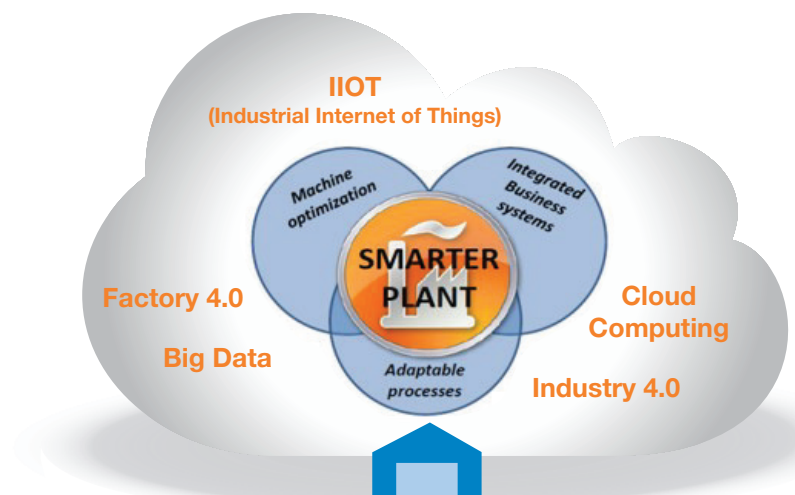 IIOT
(Industrial Internet of Things)
Machine
optimization
Integrated
Business
systems
SMARTER
PLANT
Factory 4.0
Big Data
Cloud
Computing
Adaptable
processes
Industry 4.0